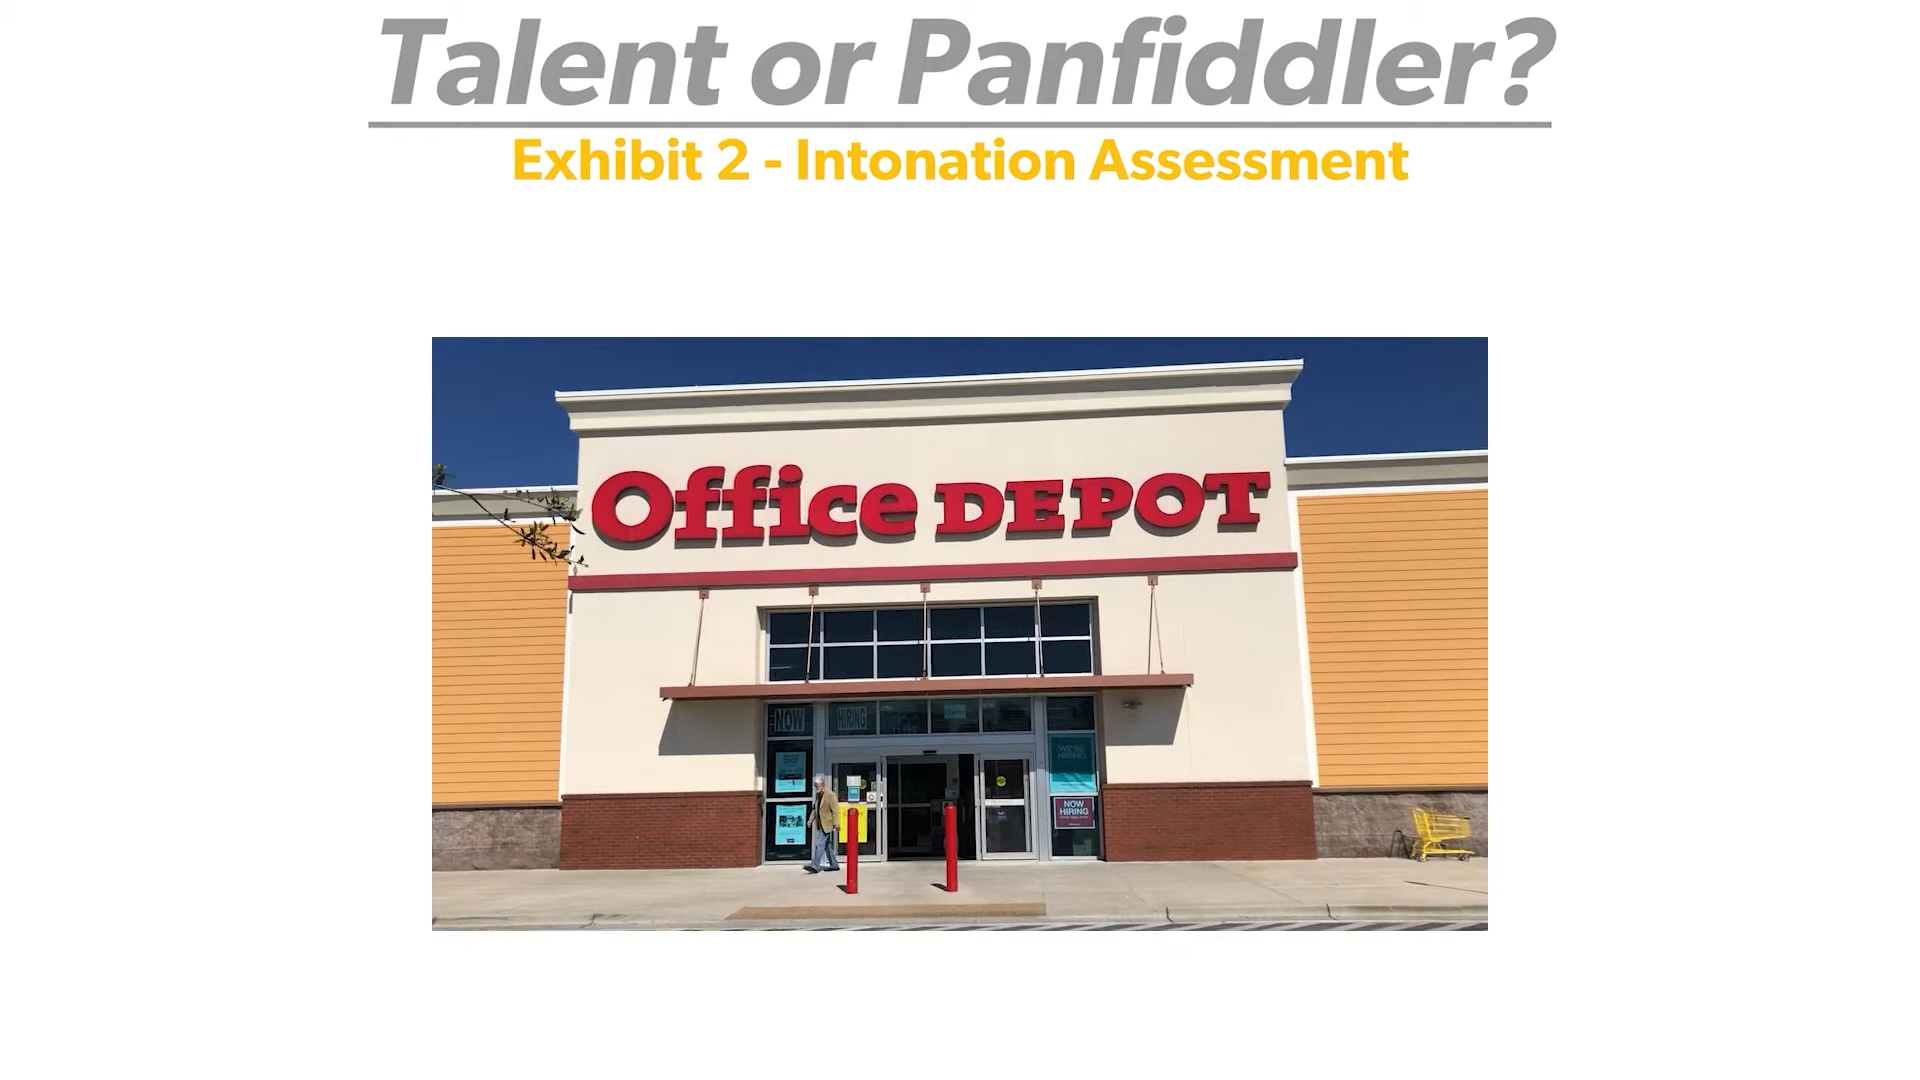 Talent or Panfiddler?
Exhibit 2 - Intonation Assessment
Office DEPOT
NOW HIRING
WE'RE
HIRING
NOW
HIRING